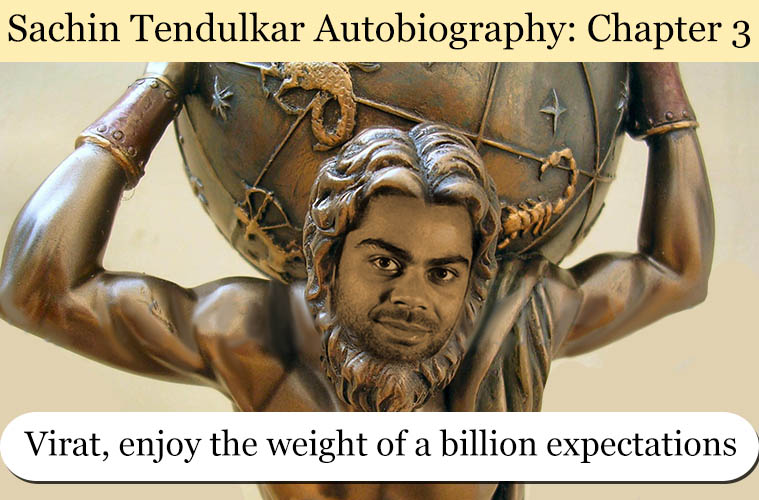 Sachin Tendulkar Autobiography: Chapter 3
Virat, enjoy the weight of a billion expectations